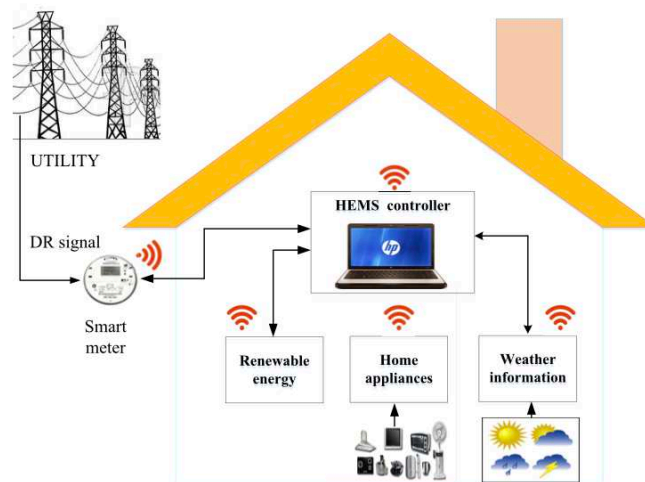 UTILITY
DR signal
Smart
meter
HEMS controller
hp
Renewable
energy
Home
appliances
Weather
information